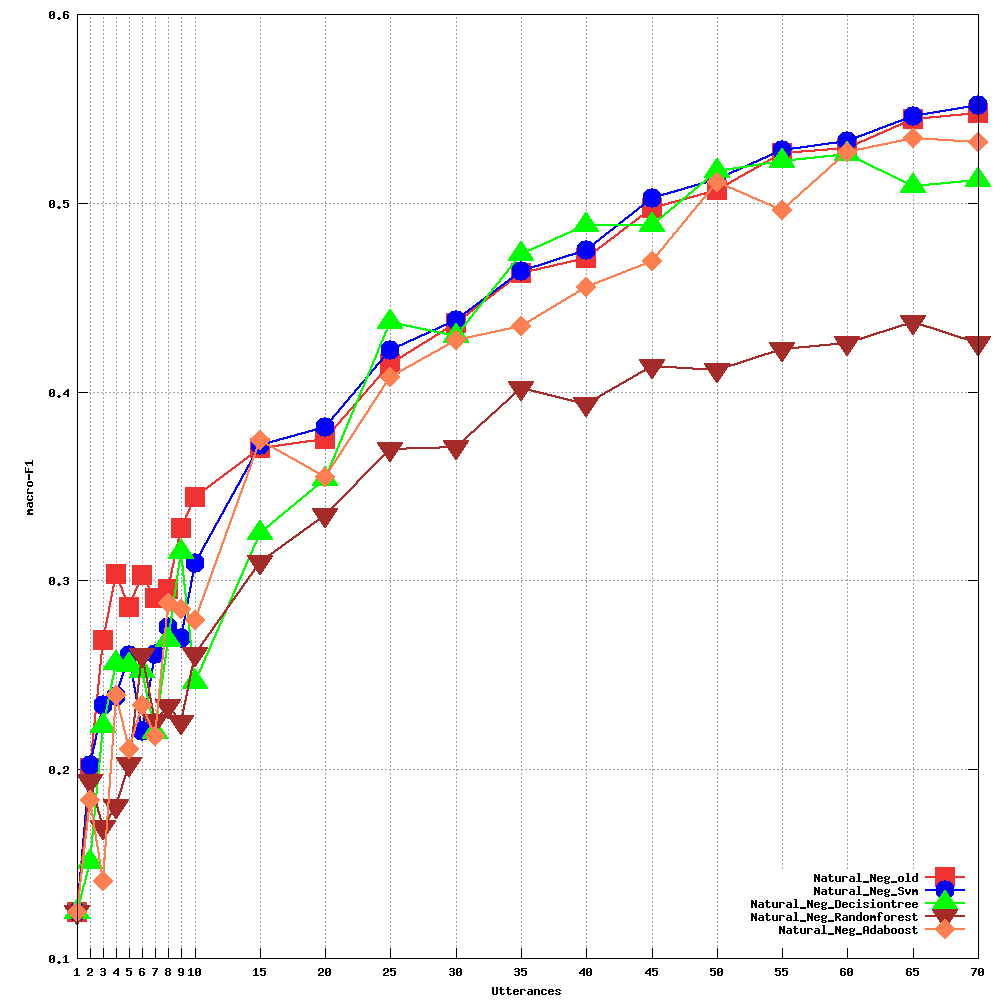 0.6
0.5
0.4
0.3
0.2
0.1
macro-F1
Natural_Neg_old
Natural_Neg_Svm
Natural_Neg_Decisiontree
Natural_Neg_Randomforest
Natural_Neg_Adaboost
1 2 3 4 5 6 7 8 9 10 15 20 25 30 35 40 45 50 55 60 65 70
Utterances